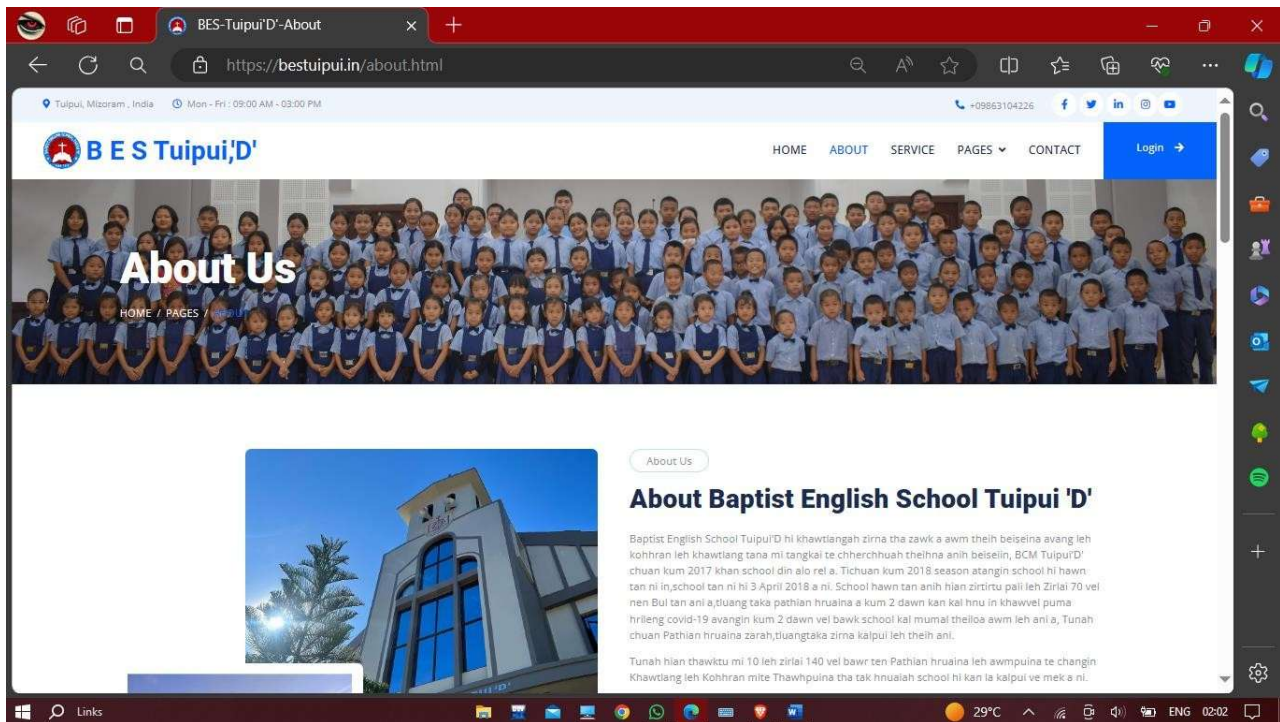 BES-Tuipui'D'-About
https://bestuipui.in/about.html
Tuipui, Mizoram , India Mon - Fri : 09:00 AM - 03:00 PM +09863104226
B E S Tuipui,'D' HOME ABOUT SERVICE PAGES CONTACT Login
About Us
HOME / PAGES / ABOUT
About Us
About Baptist English School Tuipui 'D'
Baptist English School Tuipui'D hi khawtlangah zirna tha zawk a awm theih beiseina avang leh
kohhran leh khawtlang tana mi tangkai te chherchhuah theihna anih beiseiin, BCM Tuipui'D'
chuan kum 2017 khan school din alo rel a. Tichuan kum 2018 season atangin school hi hawn
tan ni in,school tan ni hi 3 April 2018 a ni. School hawn tan anih hian zirtirtu pali leh Zirlai 70 vel
nen Bul tan ani a,tluang taka pathian hruaina a kum 2 dawn kan kal hnu in khawvel puma
hrileng covid-19 avangin kum 2 dawn vel bawk school kal mumal theiloa awm leh ani a, Tunah
chuan Pathian hruaina zarah,tluangtaka zirna kalpui leh theih ani.
Tunah hian thawktu mi 10 leh zirlai 140 vel bawr ten Pathian hruaina leh awmpuina te changin
Khawtlang leh Kohhran mite Thawhpuina tha tak hnuaiah school hi kan la kalpui ve mek a ni.
Links 29°C ENG 02:02